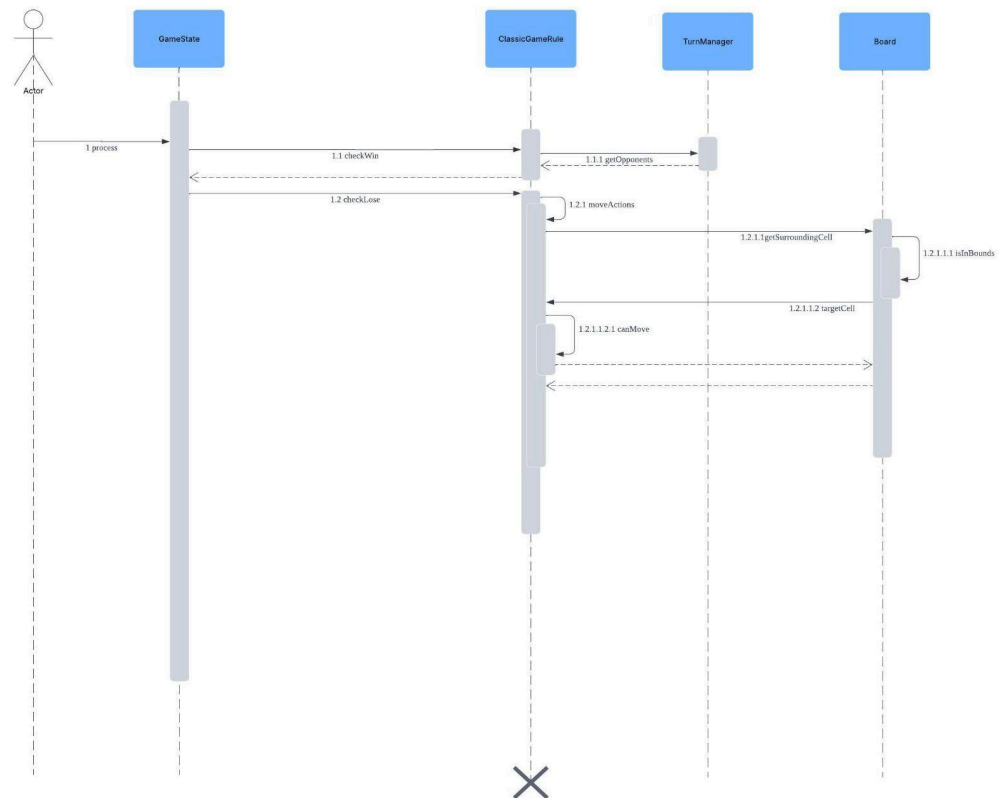 GameState
ClassicGameRule
TurnManager
Board
Actor
1 process
1.1 checkWin
1.1.1 getOpponents
1.2 checkLose
1.2.1 moveActions
1.2.1.1getSurroundingCell
1.2.1.1.1 isInBounds
1.2.1.1.2 targetCell
1.2.1.1.2.1 canMove